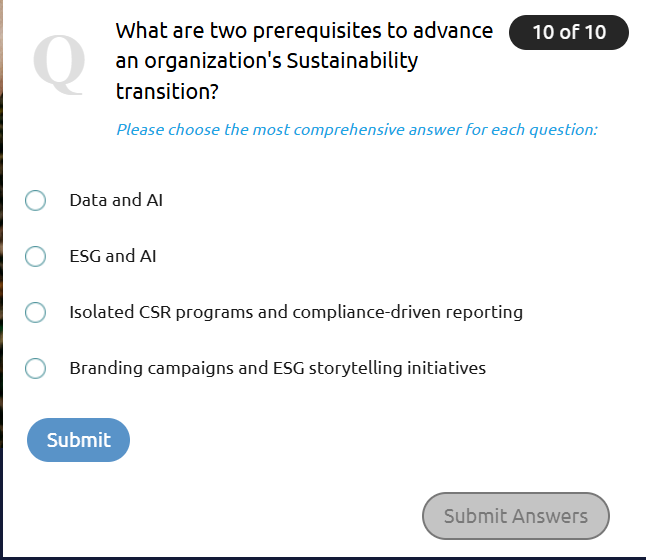 Q
What are two prerequisites to advance
an organization's Sustainability
transition?
10 of 10
Please choose the most comprehensive answer for each question:
Data and AI
ESG and AI
Isolated CSR programs and compliance-driven reporting
Branding campaigns and ESG storytelling initiatives
Submit
Submit Answers